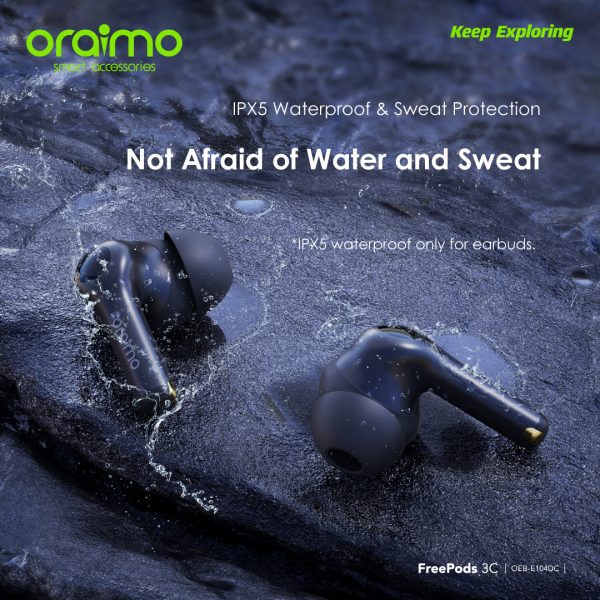 oraimo
smart accessories
Keep Exploring
IPX5 Waterproof & Sweat Protection
Not Afraid of Water and Sweat
*IPX5 waterproof only for earbuds.
oraimo
FreePods 3C | OEB-E104DC |